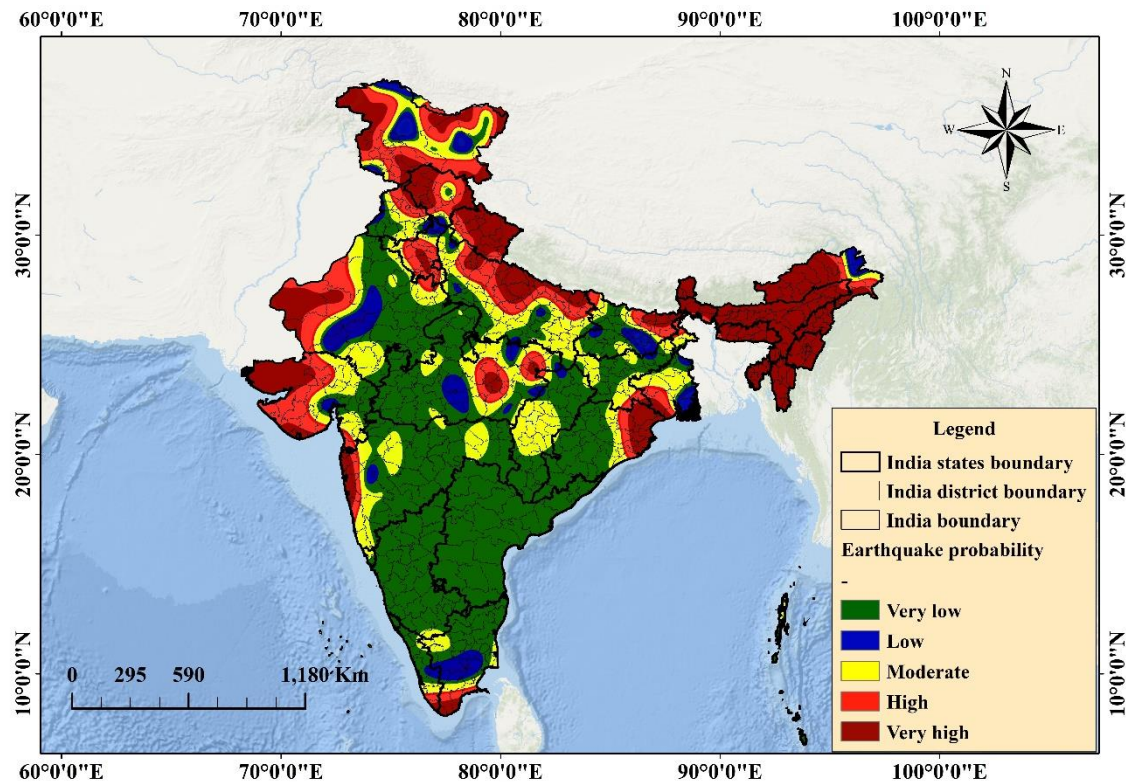 60°0'0"E 70°0'0"E 80°0'0"E 90°0'0"E 100°0'0"E
N
W E
S
30°0'0"N 30°0'0"N
20°0'0"N 20°0'0"N
10°0'0"N 10°0'0"N
0 295 590 1,180 Km
Legend
India states boundary
India district boundary
India boundary
Earthquake probability
-
Very low
Low
Moderate
High
Very high
60°0'0"E 70°0'0"E 80°0'0"E 90°0'0"E 100°0'0"E